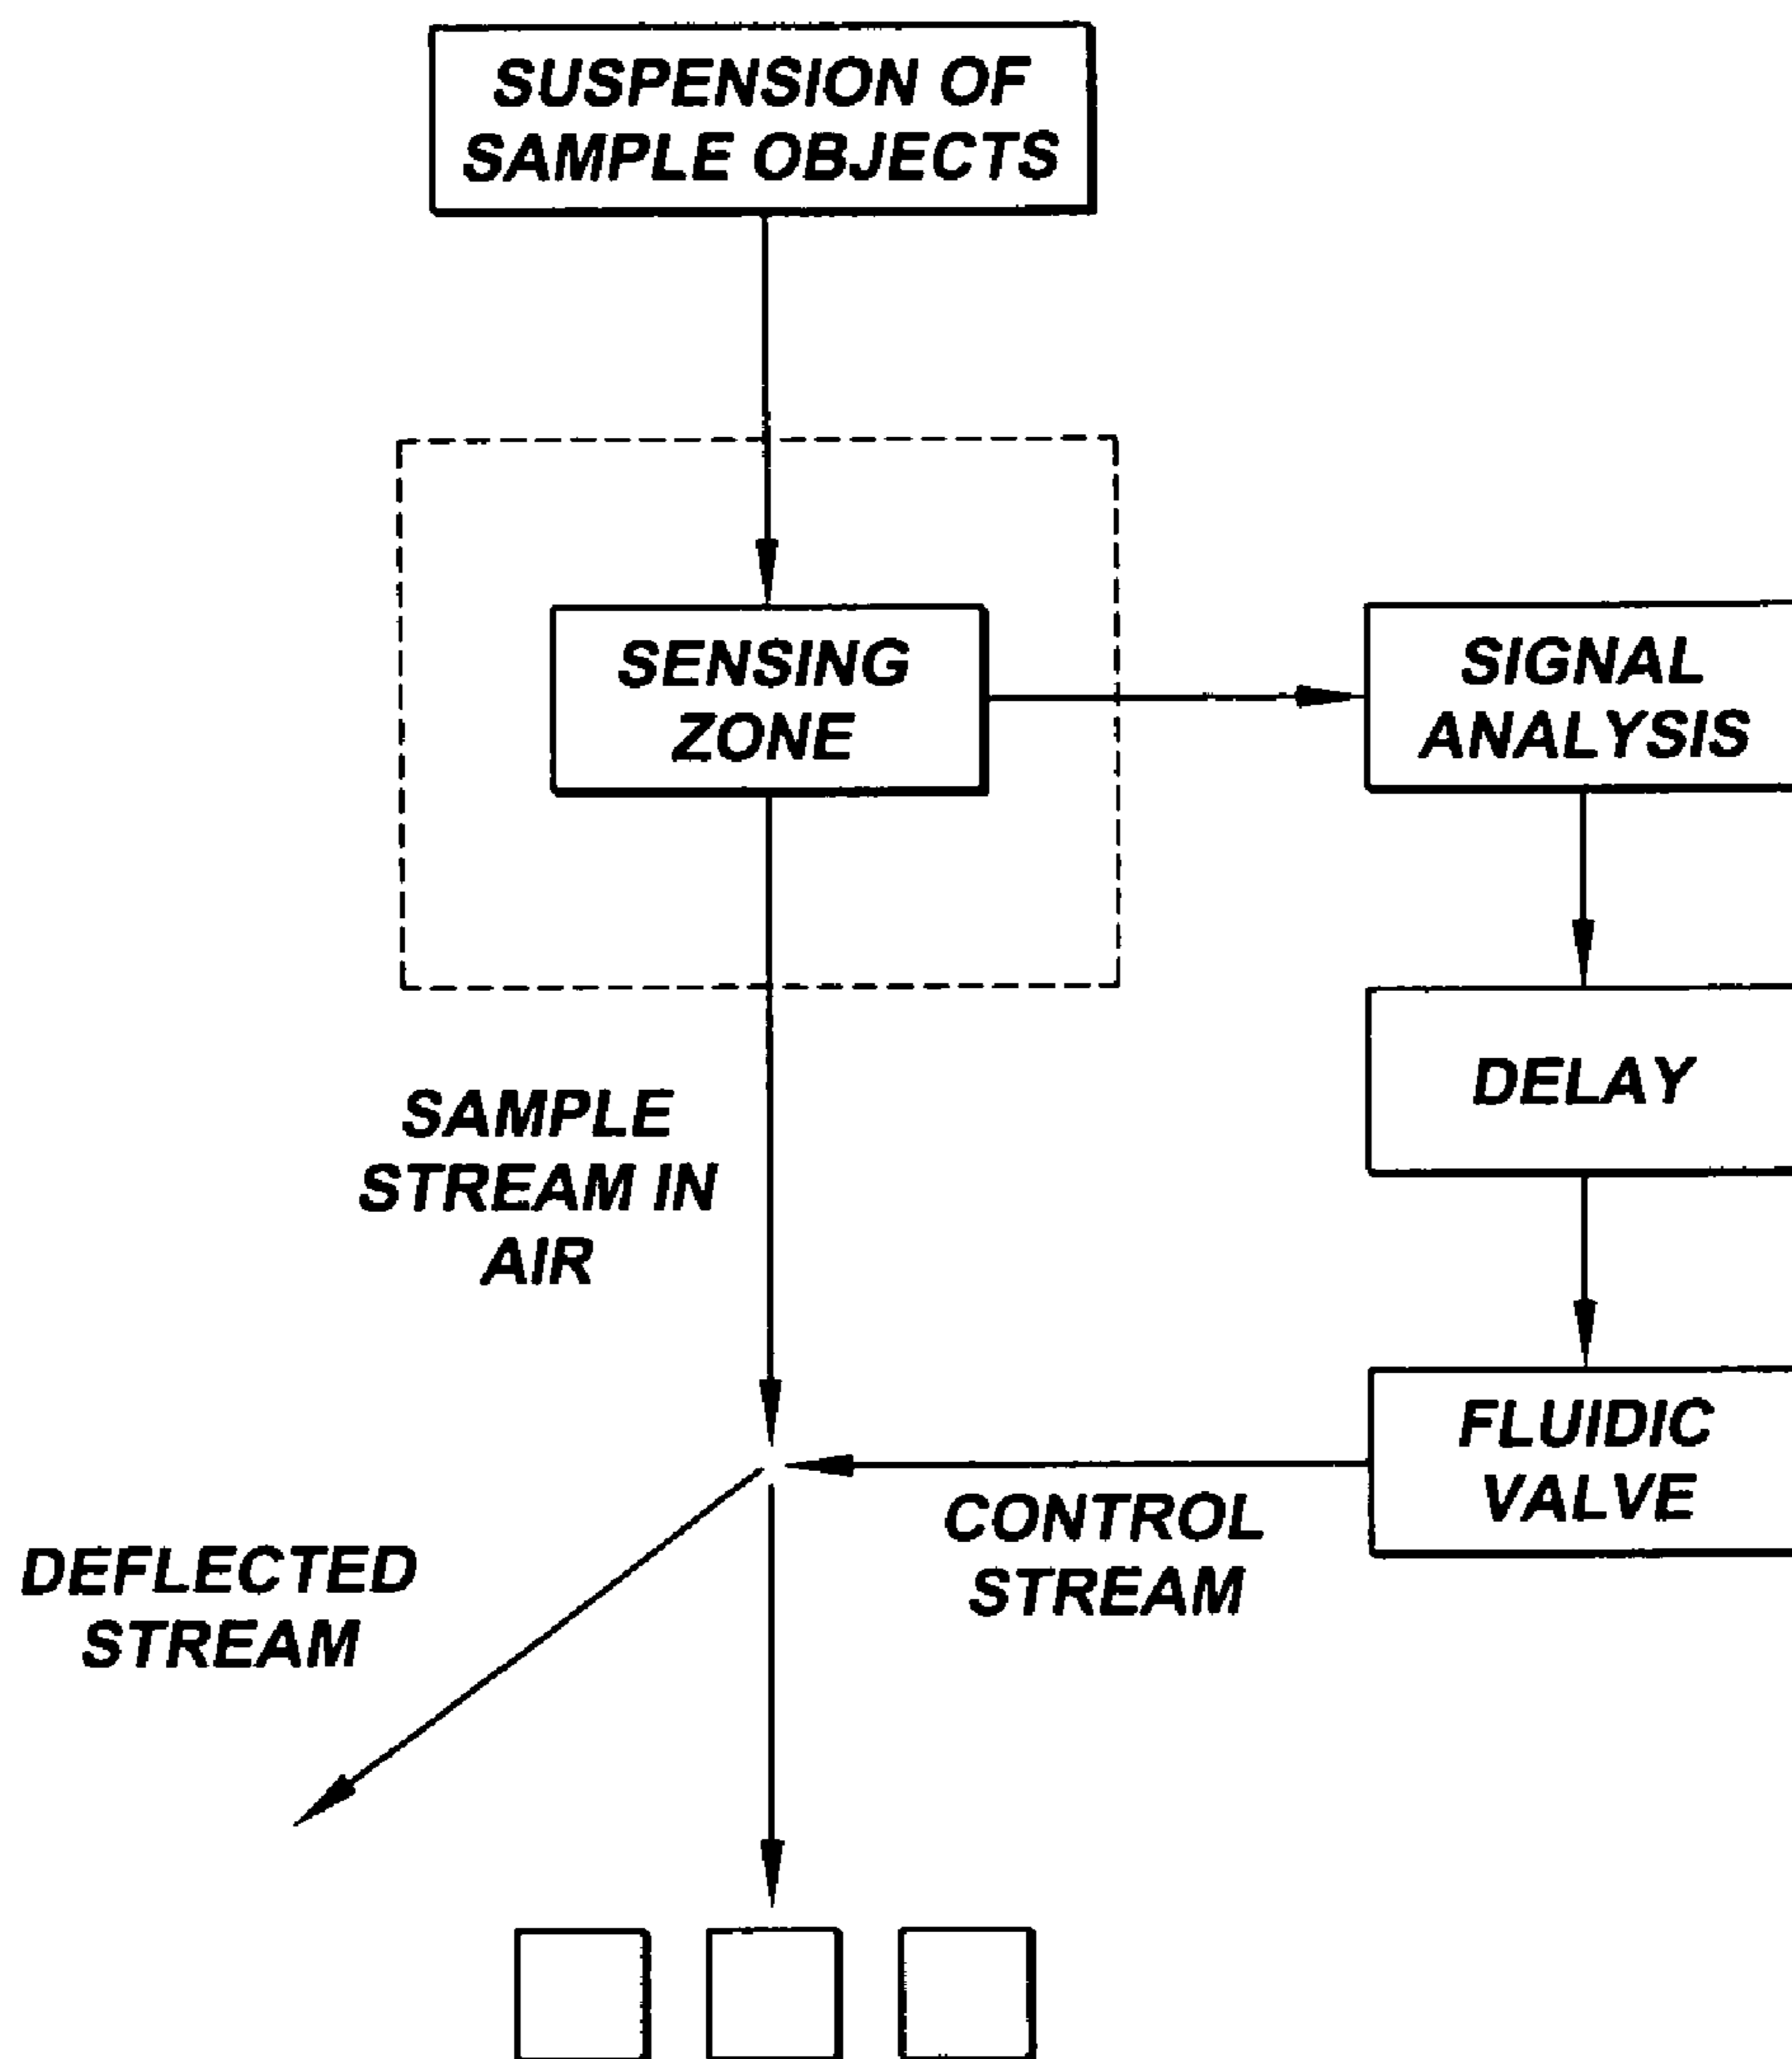 SUSPENSION OF
SAMPLE OBJECTS
SENSING
ZONE
SIGNAL
ANALYSIS
DELAY
SAMPLE
STREAM IN
AIR
FLUIDIC
VALVE
CONTROL
STREAM
DEFLECTED
STREAM